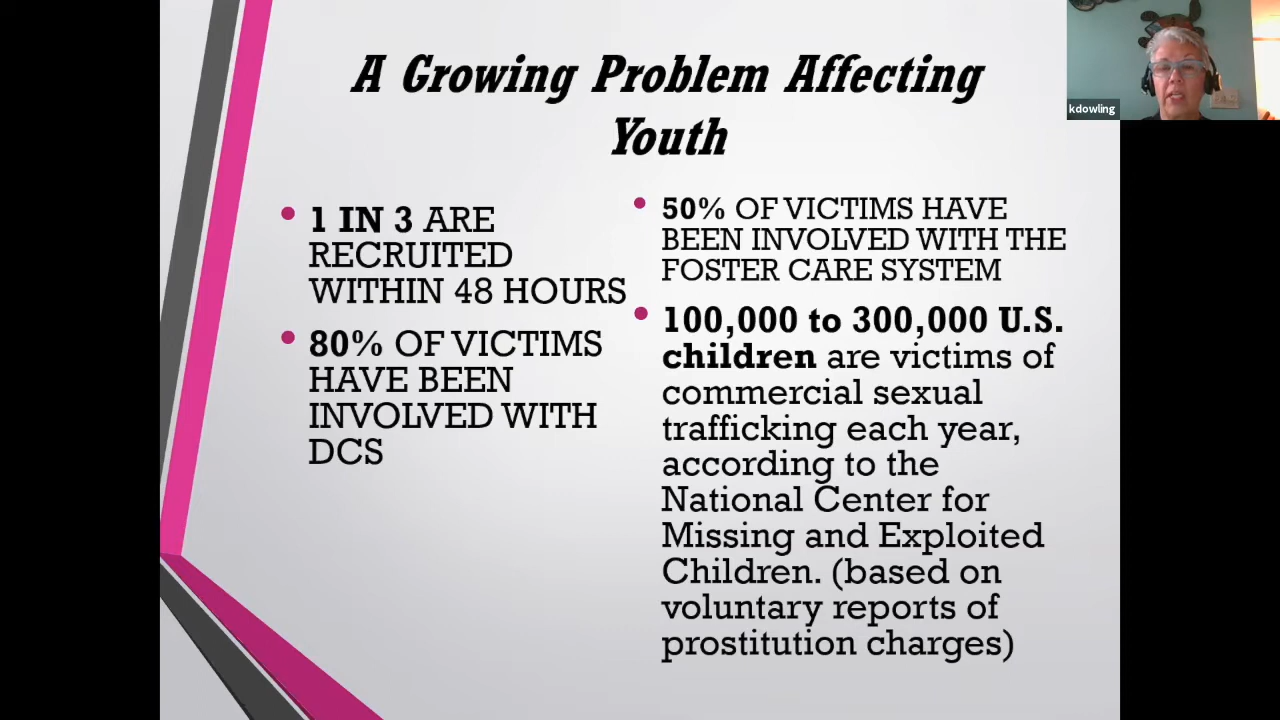 A Growing Problem Affecting
Youth
kdowling
• 1 IN 3 ARE
RECRUITED
WITHIN 48 HOURS
• 80% OF VICTIMS
HAVE BEEN
INVOLVED WITH
DCS
• 50% OF VICTIMS HAVE
BEEN INVOLVED WITH THE
FOSTER CARE SYSTEM
• 100,000 to 300,000 U.S.
children are victims of
commercial sexual
trafficking each year,
according to the
National Center for
Missing and Exploited
Children. (based on
voluntary reports of
prostitution charges)